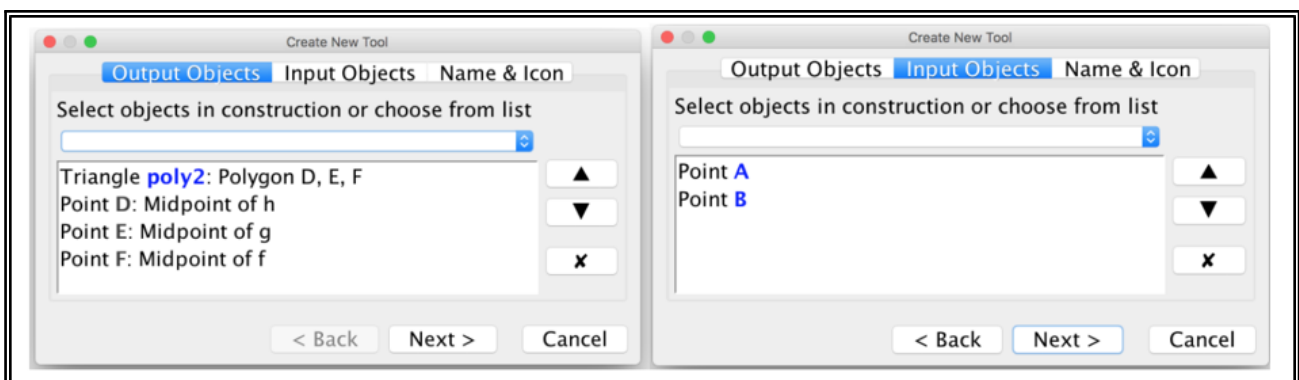 Create New Tool
Output Objects Input Objects Name & Icon
Select objects in construction or choose from list
Triangle poly2: Polygon D, E, F
Point D: Midpoint of h
Point E: Midpoint of g
Point F: Midpoint of f
< Back Next > Cancel
Create New Tool
Output Objects Input Objects Name & Icon
Select objects in construction or choose from list
Point A
Point B
< Back Next > Cancel